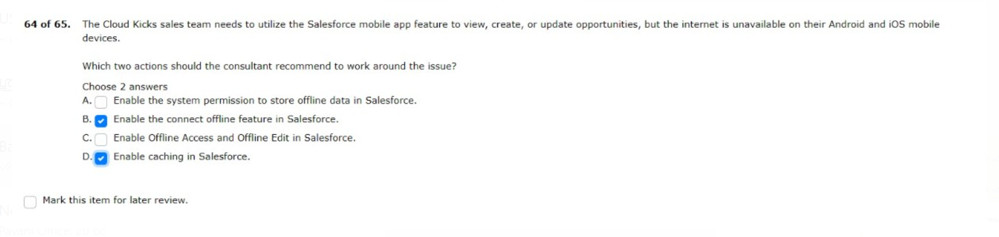 64 of 65. The Cloud Kicks sales team needs to utilize the Salesforce mobile app feature to view, create, or update opportunities, but the internet is unavailable on their Android and iOS mobile
devices.
Which two actions should the consultant recommend to work around the issue?
Choose 2 answers
A. Enable the system permission to store offline data in Salesforce.
B. Enable the connect offline feature in Salesforce.
C. Enable Offline Access and Offline Edit in Salesforce.
D. Enable caching in Salesforce.
Mark this item for later review.